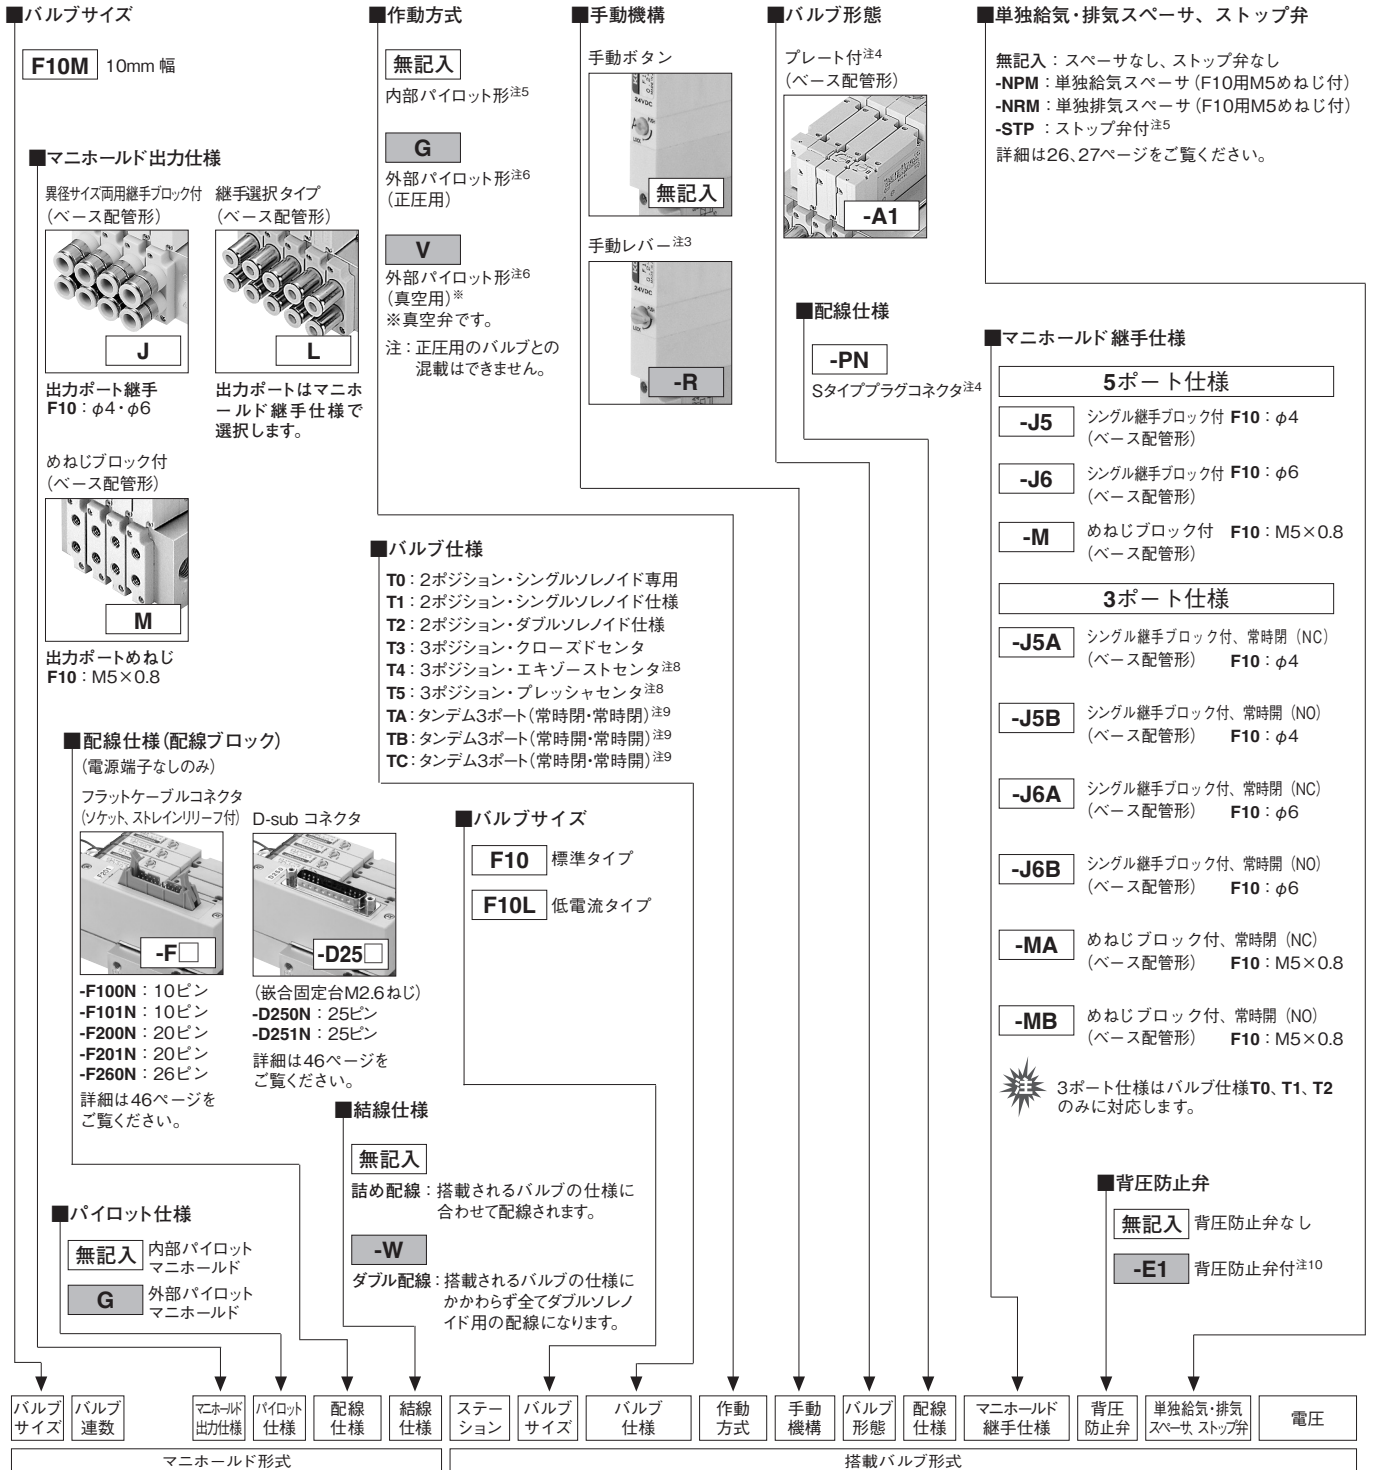 ■バルブサイズ
F10M 10mm 幅
■マニホールド出力仕様
異径サイズ両用継手ブロック付
(ベース配管形)
J
出力ポート継手
F10：φ4・φ6
継手選択タイプ
(ベース配管形)
L
出力ポートはマニホ
ールド継手仕様で
選択します。
めねじブロック付
(ベース配管形)
M
出力ポートめねじ
F10：M5×0.8
■配線仕様(配線ブロック)
(電源端子なしのみ)
フラットケーブルコネクタ
(ソケット、ストレインリリーフ付)
F201
-F□
-F100N：10ピン
-F101N：10ピン
-F200N：20ピン
-F201N：20ピン
-F260N：26ピン
詳細は46ページを
ご覧ください。
D-sub コネクタ
-D25□
(嵌合固定台M2.6ねじ)
-D250N：25ピン
-D251N：25ピン
詳細は46ページを
ご覧ください。
■パイロット仕様
無記入 内部パイロット
マニホールド
G 外部パイロット
マニホールド
■結線仕様
無記入
詰め配線：搭載されるバルブの仕様に
合わせて配線されます。
-W
ダブル配線：搭載されるバルブの仕様に
かかわらず全てダブルソレノ
イド用の配線になります。
■作動方式
無記入
内部パイロット形注5
G
外部パイロット形注6
(正圧用)
V
外部パイロット形注6
(真空用)※
※真空弁です。
注：正圧用のバルブとの
混載はできません。
■バルブ仕様
T0：2ポジション・シングルソレノイド専用
T1：2ポジション・シングルソレノイド仕様
T2：2ポジション・ダブルソレノイド仕様
T3：3ポジション・クローズドセンタ
T4：3ポジション・エキゾーストセンタ注8
T5：3ポジション・プレッシャセンタ注8
TA：タンデム3ポート(常時閉・常時閉)注9
TB：タンデム3ポート(常時開・常時開)注9
TC：タンデム3ポート(常時閉・常時開)注9
■バルブサイズ
F10 標準タイプ
F10L 低電流タイプ
■手動機構
手動ボタン
24VDC
LOCK
無記入
手動レバー注3
24VDC
LOCK
-R
■バルブ形態
プレート付注4
(ベース配管形)
-A1
■配線仕様
-PN
Sタイププラグコネクタ注4
■単独給気・排気スペーサ、ストップ弁
無記入：スペーサなし、ストップ弁なし
-NPM：単独給気スペーサ(F10用M5めねじ付)
-NRM：単独排気スペーサ(F10用M5めねじ付)
-STP：ストップ弁付注5
詳細は26、27ページをご覧ください。
■マニホールド継手仕様
5ポート仕様
-J5 シングル継手ブロック付 F10：φ4
(ベース配管形)
-J6 シングル継手ブロック付 F10：φ6
(ベース配管形)
-M めねじブロック付 F10：M5×0.8
(ベース配管形)
3ポート仕様
-J5A シングル継手ブロック付、常時閉(NC)
(ベース配管形) F10：φ4
-J5B シングル継手ブロック付、常時開(NO)
(ベース配管形) F10：φ4
-J6A シングル継手ブロック付、常時閉(NC)
(ベース配管形) F10：φ6
-J6B シングル継手ブロック付、常時開(NO)
(ベース配管形) F10：φ6
-MA めねじブロック付、常時閉(NC)
(ベース配管形) F10：M5×0.8
-MB めねじブロック付、常時開(NO)
(ベース配管形) F10：M5×0.8
注 3ポート仕様はバルブ仕様T0、T1、T2
のみに対応します。
■背圧防止弁
無記入 背圧防止弁なし
-E1 背圧防止弁付注10
バルブ
サイズ
バルブ
連数
マニホールド
出力仕様
パイロット
仕様
配線
仕様
結線
仕様
ステー
ション
バルブ
サイズ
バルブ
仕様
作動
方式
手動
機構
バルブ
形態
配線
仕様
マニホールド
継手仕様
背圧
防止弁
単独給気・排気
スペーサ、ストップ弁
電圧
マニホールド形式
搭載バルブ形式